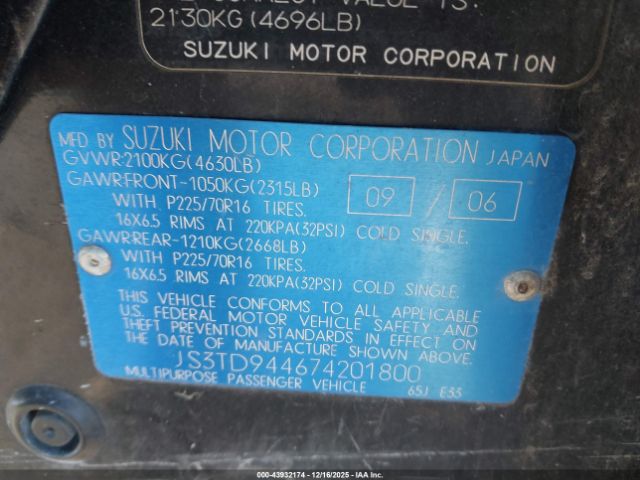 2130KG(4696LB)
SUZUKI MOTOR CORPORATION
MFD BY SUZUKI MOTOR CORPORATION JAPAN
GVWR:2100KG(4630LB)
GAWR:FRONT-1050KG(2315LB) 09 / 06
WITH P225/70R16 TIRES.
16X6.5 RIMS AT 220KPA(32PSI) COLD SINGLE.
GAWR:REAR-1210KG(2668LB)
WITH P225/70R16 TIRES.
16X6.5 RIMS AT 220KPA(32PSI) COLD SINGLE.
THIS VEHICLE CONFORMS TO ALL APPLICABLE
U.S. FEDERAL MOTOR VEHICLE SAFETY AND
THEFT PREVENTION STANDARDS IN EFFECT ON
THE DATE OF MANUFACTURE SHOWN ABOVE.
JS3TD944674201800
MULTIPURPOSE PASSENGER VEHICLE 65J E33
000-43932174 - 12/16/2025 - IAAI.COM